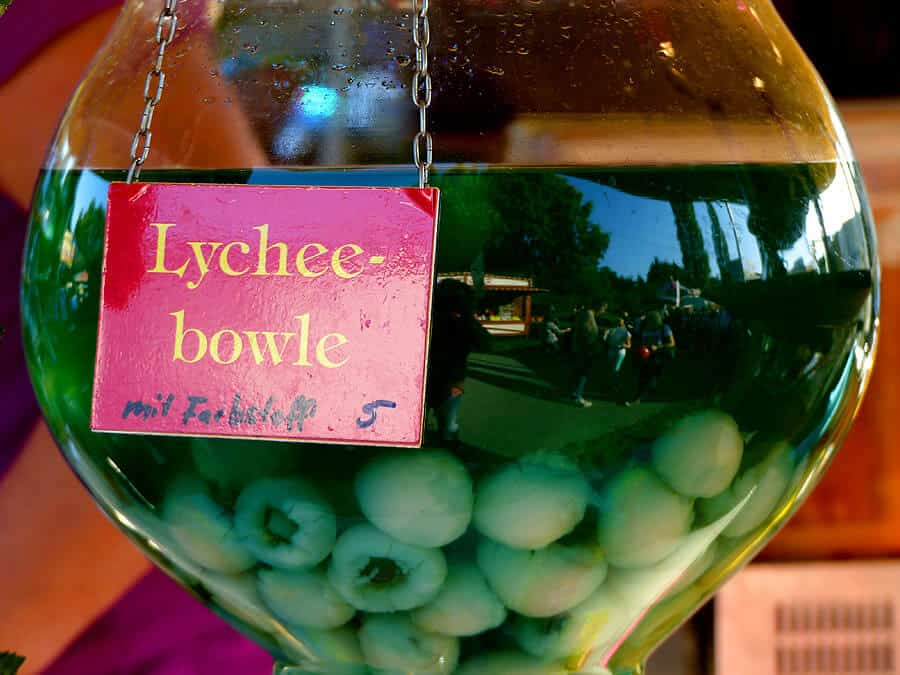 Lychee-
bowle
mit Farbstoff 5